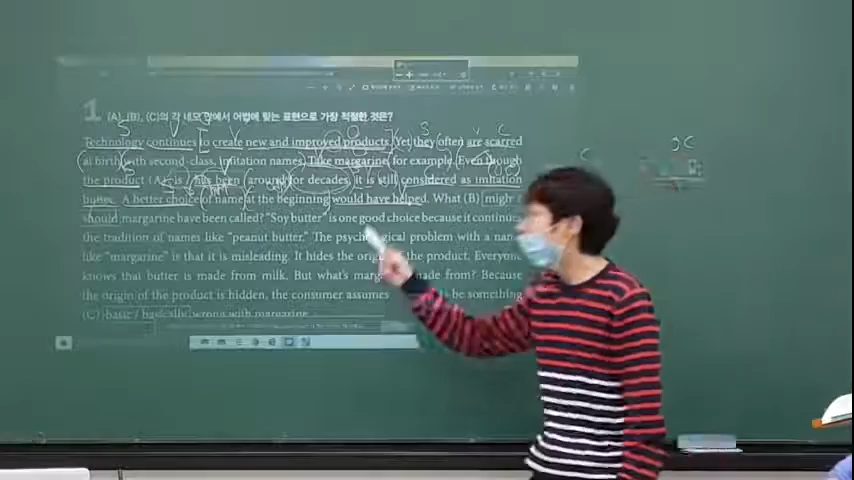 1 (A), (B), (C)의 각 네모 안에서 어법에 맞는 표현으로 가장 적절한 것은?
Technology continues to create new and improved products. Yet they often are scarred
at birth with second-class, imitation names. Take margarine, for example. Even though
the product (A) is / has been around for decades, it is still considered as imitation
butter. A better choice of name at the beginning would have helped. What (B) might /
should margarine have been called? "Soy butter" is one good choice because it continues
the tradition of names like "peanut butter." The psychological problem with a name
like "margarine" is that it is misleading. It hides the origin of the product. Everyone
knows that butter is made from milk. But what's margarine made from? Because
the origin of the product is hidden, the consumer assumes to be something
(C) basic / basically wrong with margarine.
S V V O S V C
S
S V
SC